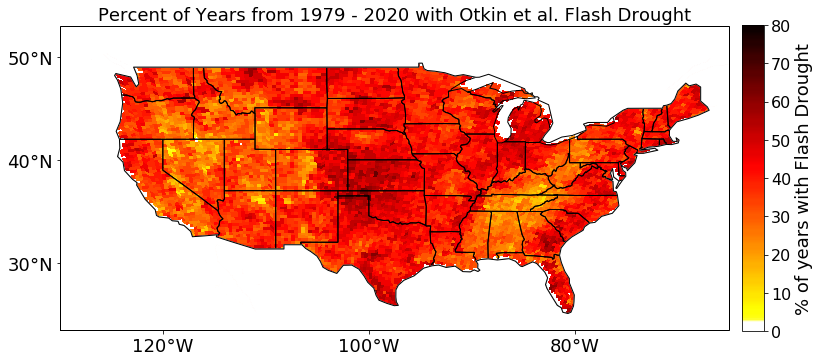 Percent of Years from 1979 - 2020 with Otkin et al. Flash Drought
50°N
40°N
30°N
120°W
100°W
80°W
80
70
60
50
40
30
20
10
0
% of years with Flash Drought